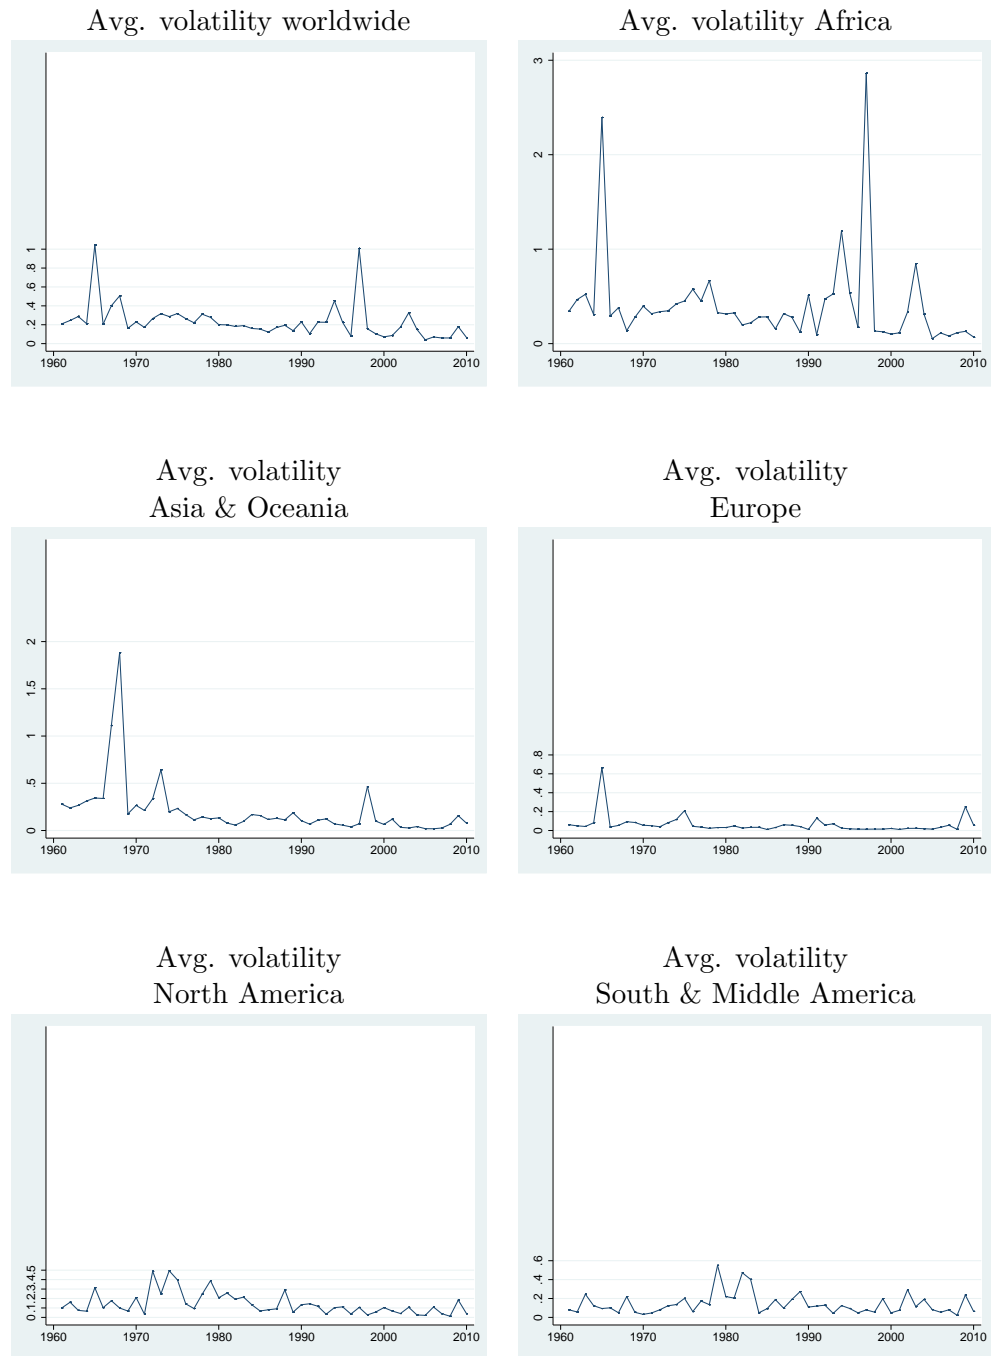 Avg. volatility worldwide
1
.8
.6
.4
.2
0
1960 1970 1980 1990 2000 2010
Avg. volatility Africa
3
2
1
0
1960 1970 1980 1990 2000 2010
Avg. volatility
Asia & Oceania
2
1.5
1
.5
0
1960 1970 1980 1990 2000 2010
Avg. volatility
Europe
.8
.6
.4
.2
0
1960 1970 1980 1990 2000 2010
Avg. volatility
North America
0.1.2.3.4.5
1960 1970 1980 1990 2000 2010
Avg. volatility
South & Middle America
.6
.4
.2
0
1960 1970 1980 1990 2000 2010